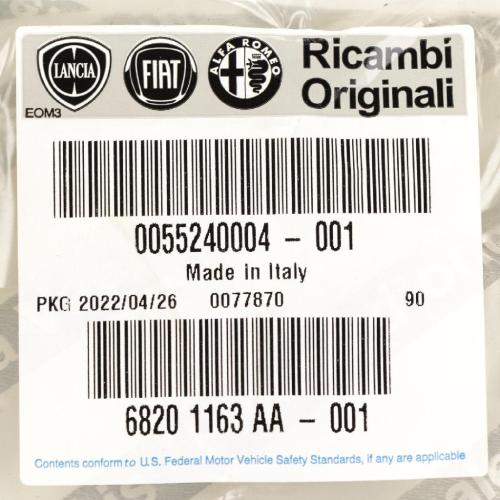 LANCIA FIAT ALFA ROMEO Ricambi
Originali
EOM3
0055240004 - 001
Made in Italy
PKG 2022/04/26 0077870 90
6820 1163 AA - 001
Contents conform to U.S. Federal Motor Vehicle Safety Standards, if any are applicable